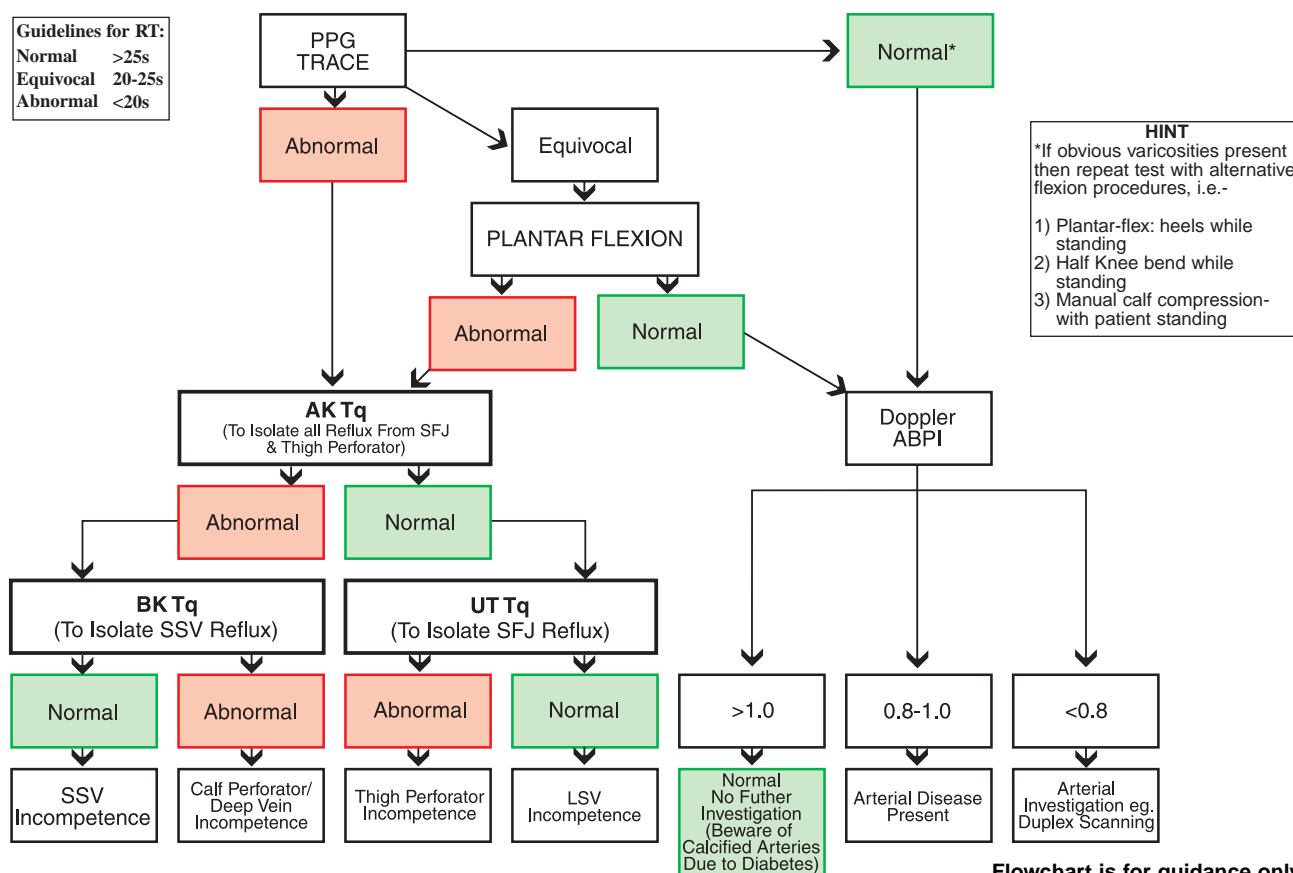 Guidelines for RT:
Normal >25s
Equivocal 20-25s
Abnormal <20s
PPG
TRACE
Normal*
Abnormal
Equivocal
HINT
*If obvious varicosities present
then repeat test with alternative
flexion procedures, i.e.-
1) Plantar-flex: heels while
standing
2) Half Knee bend while
standing
3) Manual calf compression-
with patient standing
PLANTAR FLEXION
Abnormal
Normal
AK Tq
(To Isolate all Reflux From SFJ
& Thigh Perforator)
Doppler
ABPI
Abnormal
Normal
BK Tq
(To Isolate SSV Reflux)
UT Tq
(To Isolate SFJ Reflux)
Normal
Abnormal
Abnormal
Normal
>1.0
0.8-1.0
<0.8
SSV
Incompetence
Calf Perforator/
Deep Vein
Incompetence
Thigh Perforator
Incompetence
LSV
Incompetence
Normal
No Futher
Investigation
(Beware of
Calcified Arteries
Due to Diabetes)
Arterial Disease
Present
Arterial
Investigation eg.
Duplex Scanning
Flowchart is for guidance only